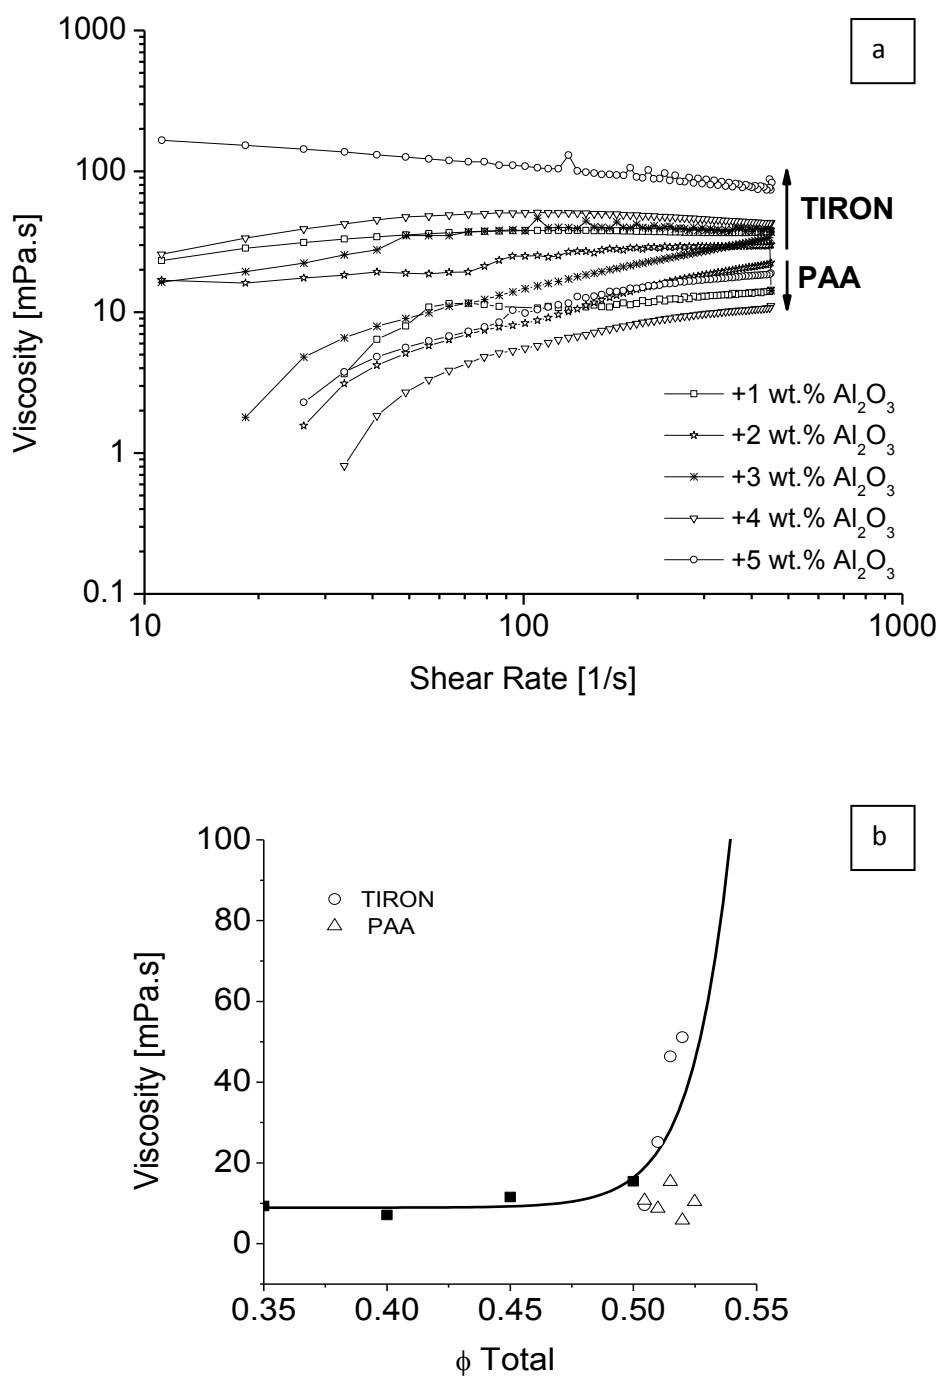 a
1000
100
10
1
0.1
Viscosity [mPa.s]
TIRON
PAA
+1 wt.% Al₂O₃
+2 wt.% Al₂O₃
+3 wt.% Al₂O₃
+4 wt.% Al₂O₃
+5 wt.% Al₂O₃
10 100 1000
Shear Rate [1/s]
b
100
80
60
40
20
0
Viscosity [mPa.s]
TIRON
PAA
0.35 0.40 0.45 0.50 0.55
ϕ Total